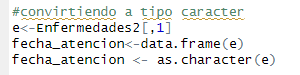 #convirtiendo a tipo caracter
e<-Enfermedades2[,1]
fecha_atencion<-data.frame(e)
fecha_atencion <- as.character(e)